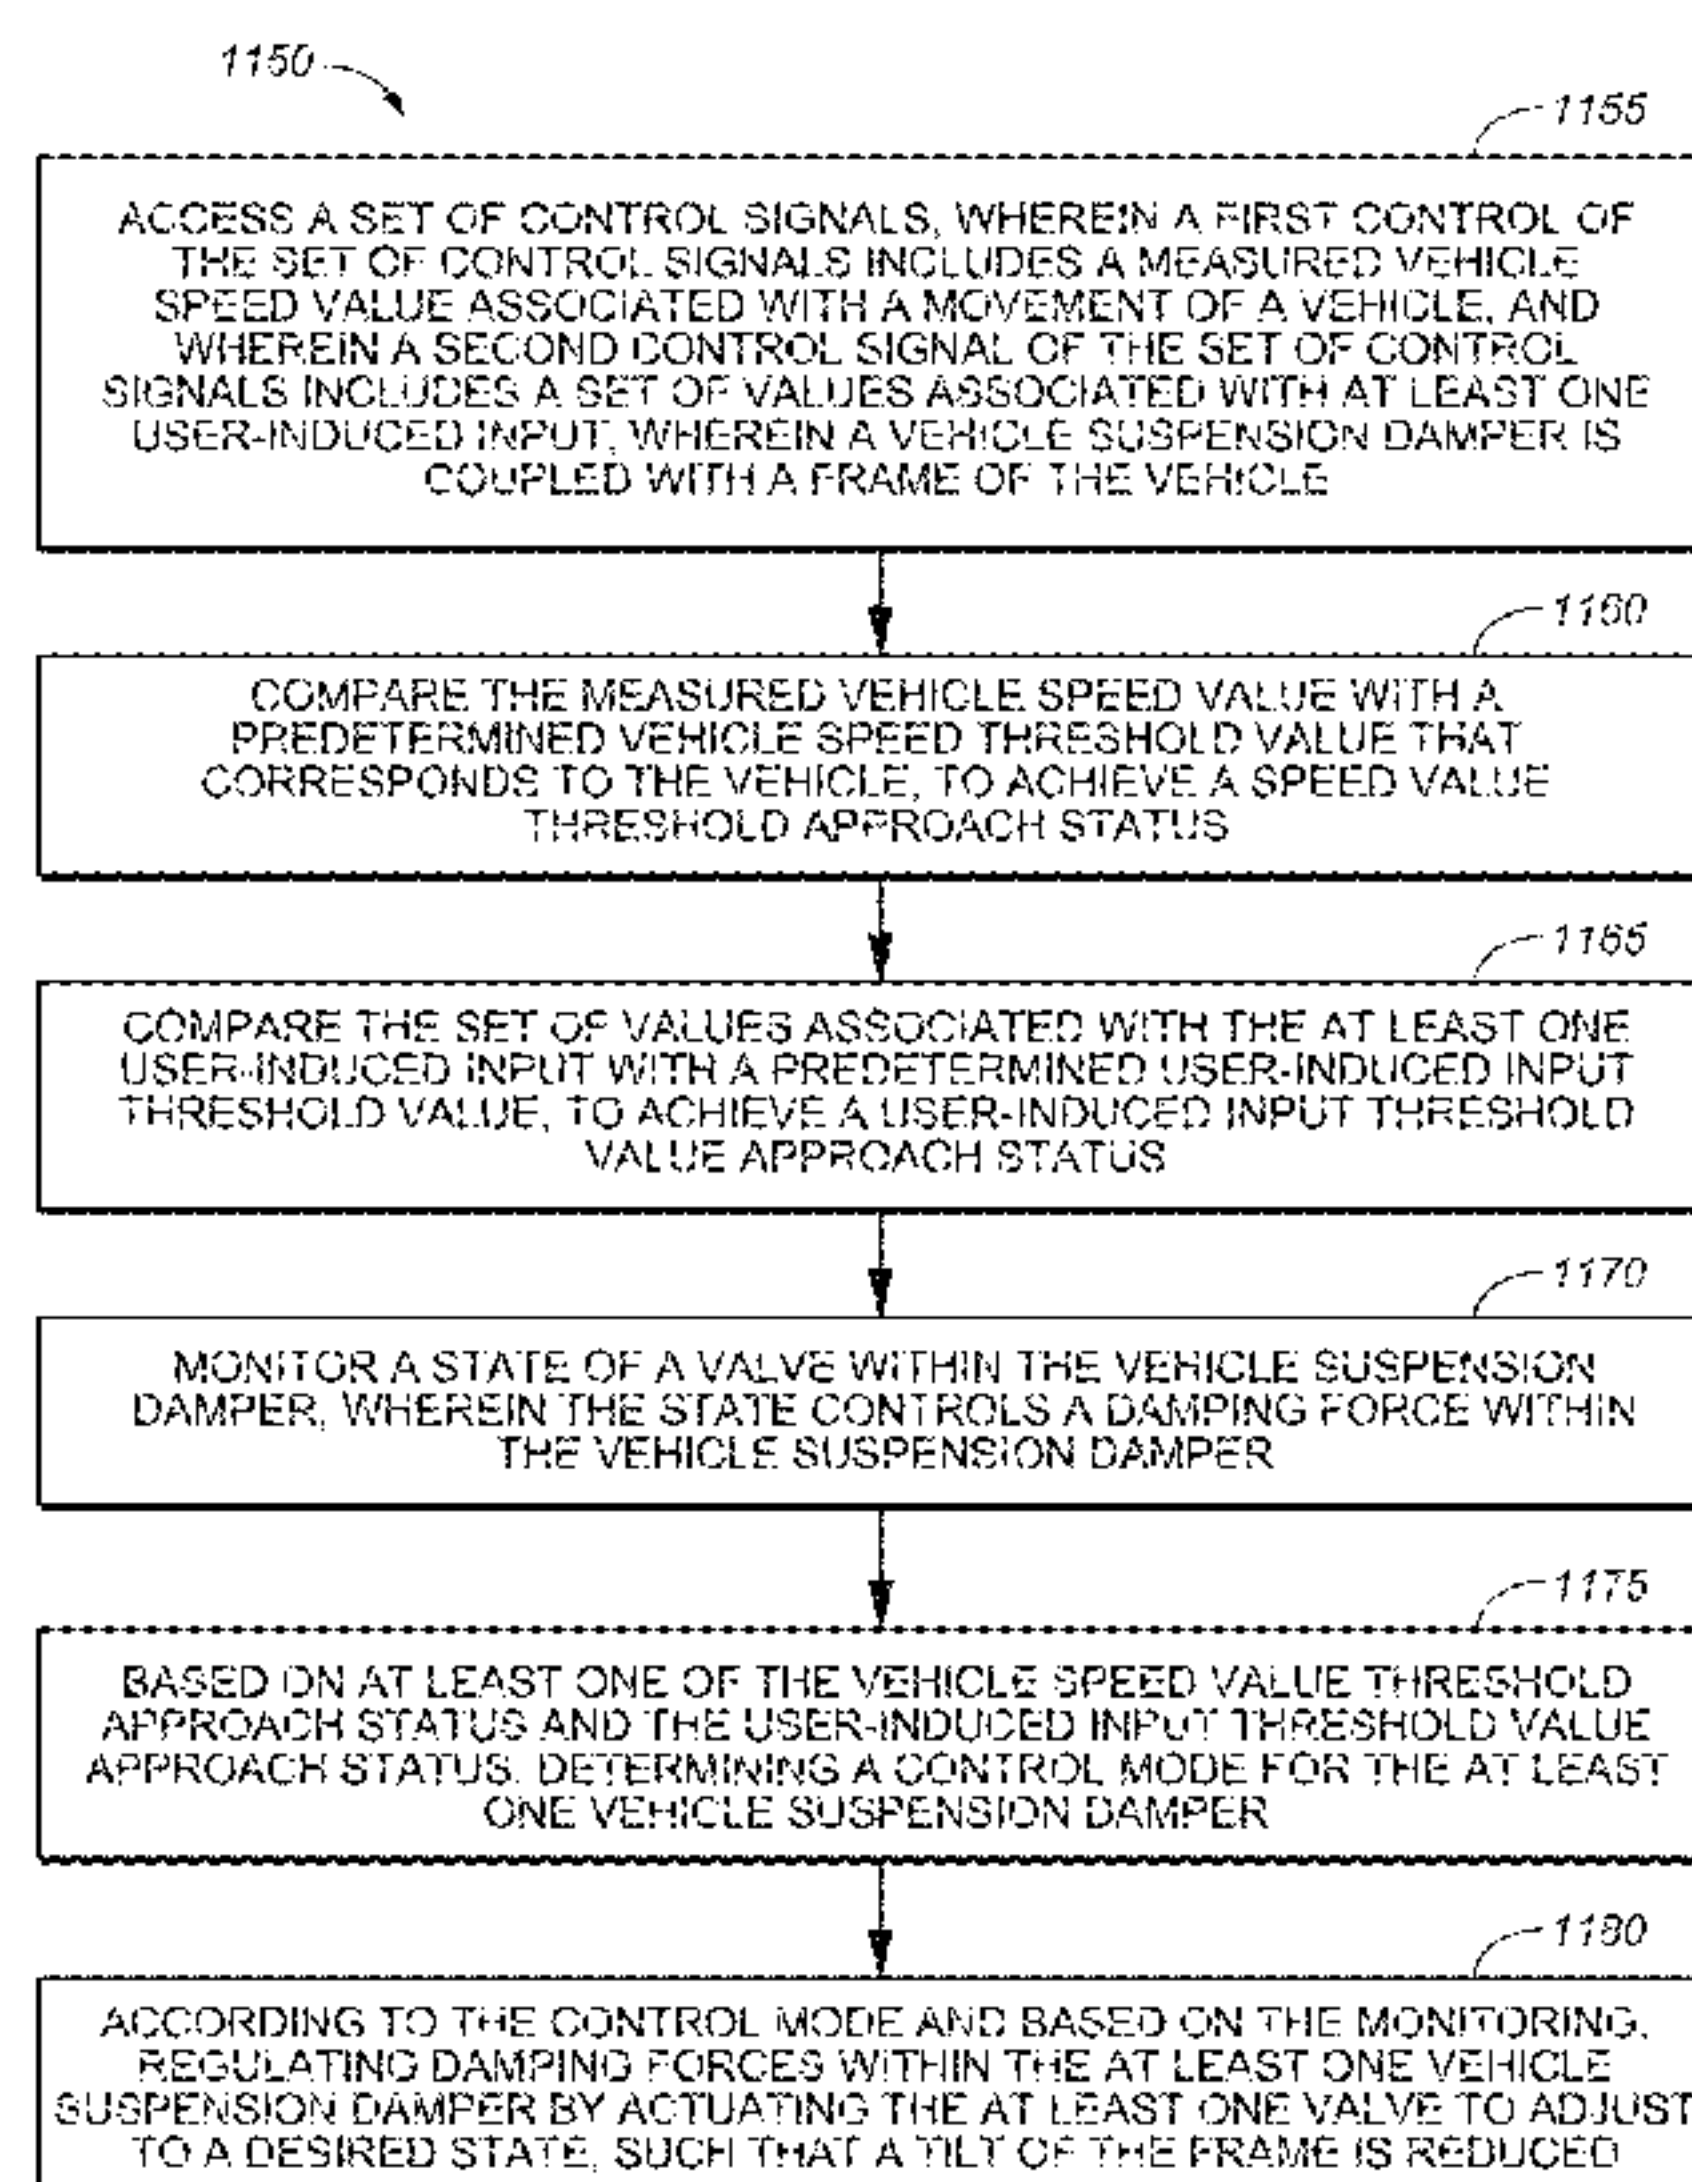 1150
1155
ACCESS A SET OF CONTROL SIGNALS, WHEREIN A FIRST CONTROL OF
THE SET OF CONTROL SIGNALS INCLUDES A MEASURED VEHICLE
SPEED VALUE ASSOCIATED WITH A MOVEMENT OF A VEHICLE, AND
WHEREIN A SECOND CONTROL SIGNAL OF THE SET OF CONTROL
SIGNALS INCLUDES A SET OF VALUES ASSOCIATED WITH AT LEAST ONE
USER-INDUCED INPUT, WHEREIN A VEHICLE SUSPENSION DAMPER IS
COUPLED WITH A FRAME OF THE VEHICLE
1160
COMPARE THE MEASURED VEHICLE SPEED VALUE WITH A
PREDETERMINED VEHICLE SPEED THRESHOLD VALUE THAT
CORRESPONDS TO THE VEHICLE, TO ACHIEVE A SPEED VALUE
THRESHOLD APPROACH STATUS
1165
COMPARE THE SET OF VALUES ASSOCIATED WITH THE AT LEAST ONE
USER-INDUCED INPUT WITH A PREDETERMINED USER-INDUCED INPUT
THRESHOLD VALUE, TO ACHIEVE A USER-INDUCED INPUT THRESHOLD
VALUE APPROACH STATUS
1170
MONITOR A STATE OF A VALVE WITHIN THE VEHICLE SUSPENSION
DAMPER, WHEREIN THE STATE CONTROLS A DAMPING FORCE WITHIN
THE VEHICLE SUSPENSION DAMPER
1175
BASED ON AT LEAST ONE OF THE VEHICLE SPEED VALUE THRESHOLD
APPROACH STATUS AND THE USER-INDUCED INPUT THRESHOLD VALUE
APPROACH STATUS, DETERMINING A CONTROL MODE FOR THE AT LEAST
ONE VEHICLE SUSPENSION DAMPER
1180
ACCORDING TO THE CONTROL MODE AND BASED ON THE MONITORING,
REGULATING DAMPING FORCES WITHIN THE AT LEAST ONE VEHICLE
SUSPENSION DAMPER BY ACTUATING THE AT LEAST ONE VALVE TO ADJUST
TO A DESIRED STATE, SUCH THAT A TILT OF THE FRAME IS REDUCED